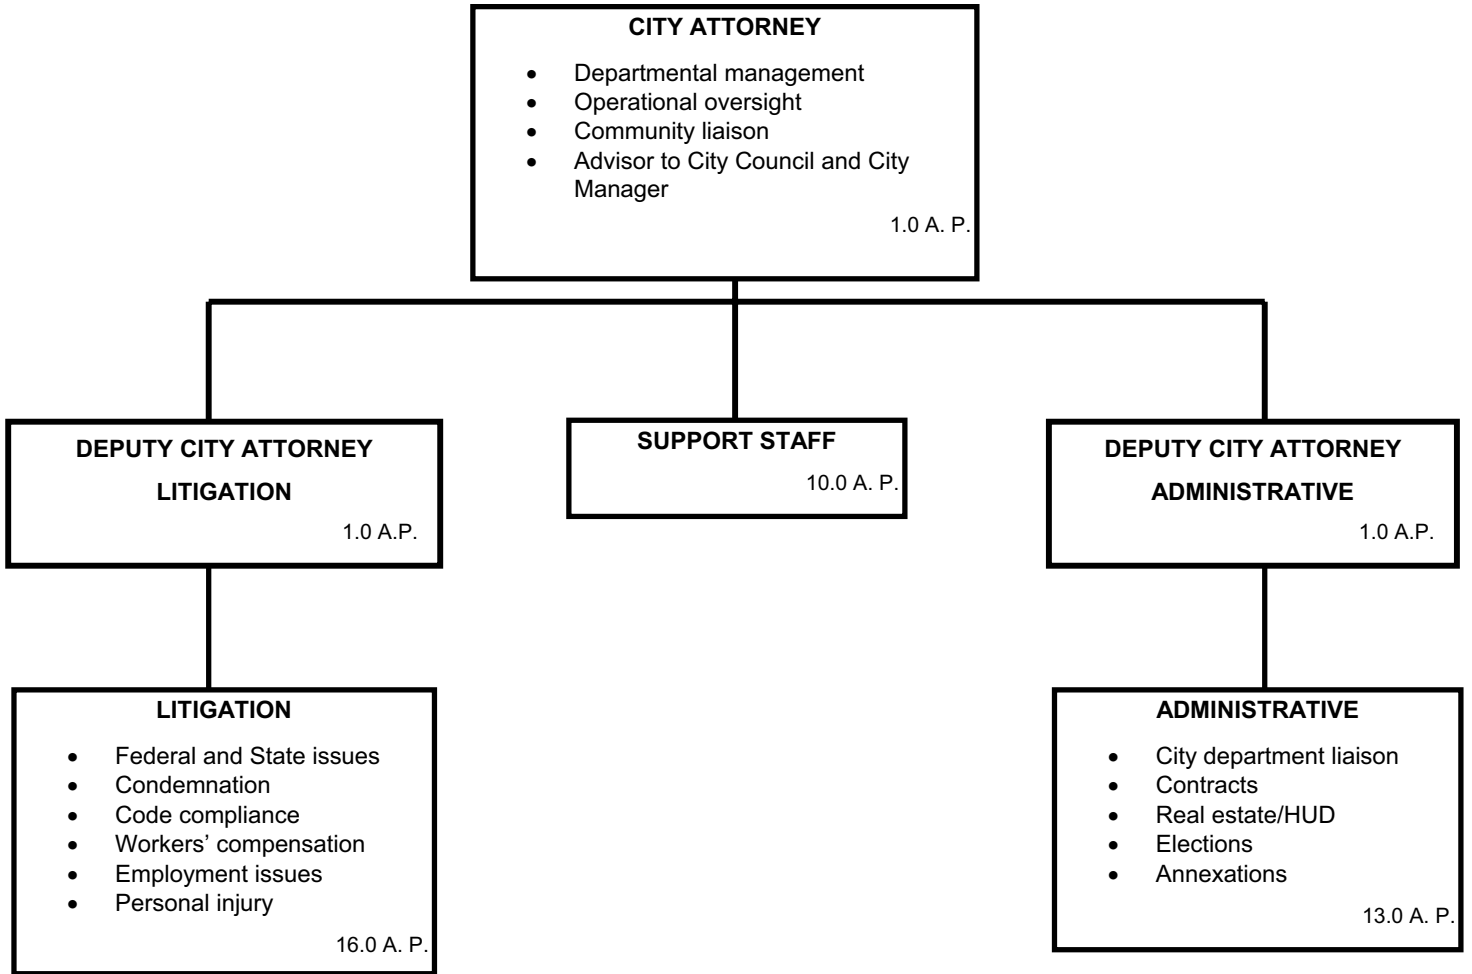 CITY ATTORNEY
• Departmental management
• Operational oversight
• Community liaison
• Advisor to City Council and City
Manager
1.0 A. P.
DEPUTY CITY ATTORNEY
LITIGATION
1.0 A.P.
SUPPORT STAFF
10.0 A. P.
DEPUTY CITY ATTORNEY
ADMINISTRATIVE
1.0 A.P.
LITIGATION
• Federal and State issues
• Condemnation
• Code compliance
• Workers’ compensation
• Employment issues
• Personal injury
16.0 A. P.
ADMINISTRATIVE
• City department liaison
• Contracts
• Real estate/HUD
• Elections
• Annexations
13.0 A. P.